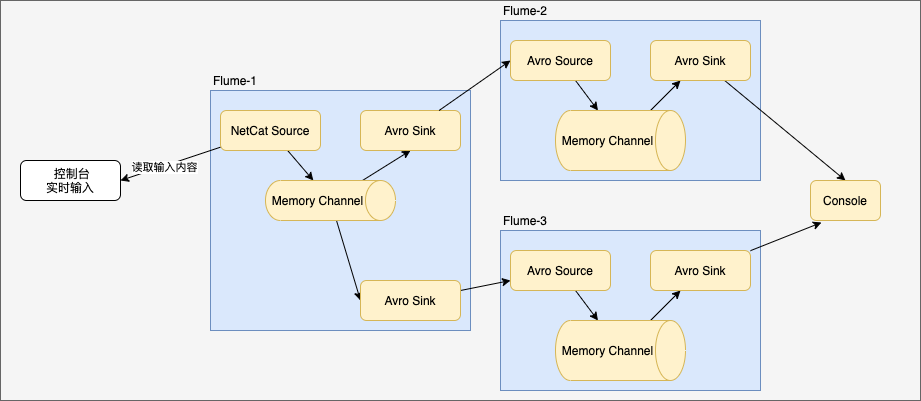 Flume-2
Avro Source
Avro Sink
Memory Channel
Flume-1
NetCat Source
Avro Sink
读取输入内容
控制台
实时输入
Memory Channel
Avro Sink
Console
Flume-3
Avro Source
Avro Sink
Memory Channel